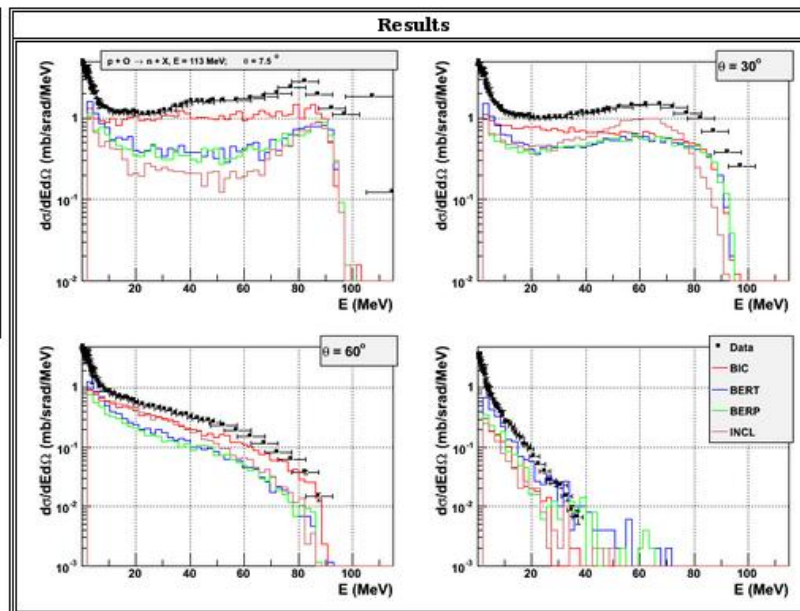 Results
p + O → n + X, E = 113 MeV; θ = 7.5 °
dσ/dEdΩ (mb/srad/MeV)
1
10⁻¹
10⁻²
0 20 40 60 80 100
E (MeV)
θ = 30°
dσ/dEdΩ (mb/srad/MeV)
1
10⁻¹
10⁻²
0 20 40 60 80 100
E (MeV)
θ = 60°
dσ/dEdΩ (mb/srad/MeV)
1
10⁻¹
10⁻²
10⁻³
0 20 40 60 80 100
E (MeV)
Data
BIC
BERT
BERP
INCL
dσ/dEdΩ (mb/srad/MeV)
1
10⁻¹
10⁻²
10⁻³
0 20 40 60 80 100
E (MeV)